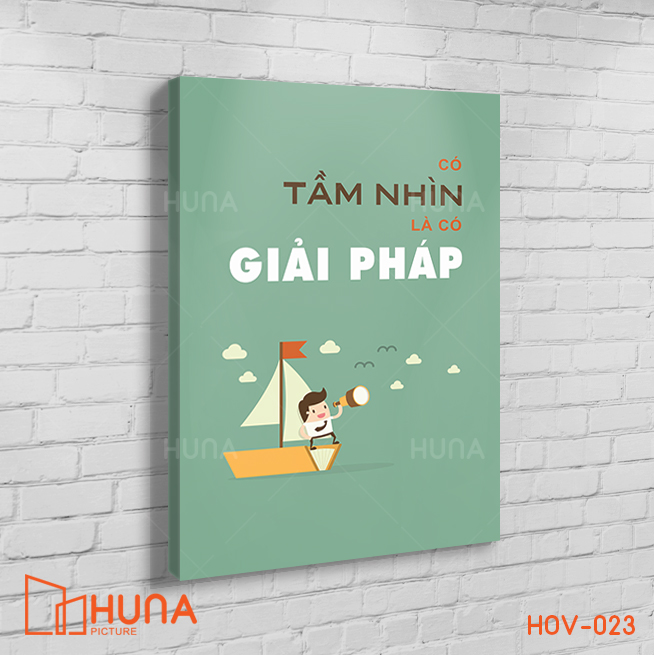 CÓ
TẦM NHÌN
LÀ CÓ
GIẢI PHÁP
HUNA
HUNA
HUNA
HUNA
HUNA
PICTURE
HOV-023